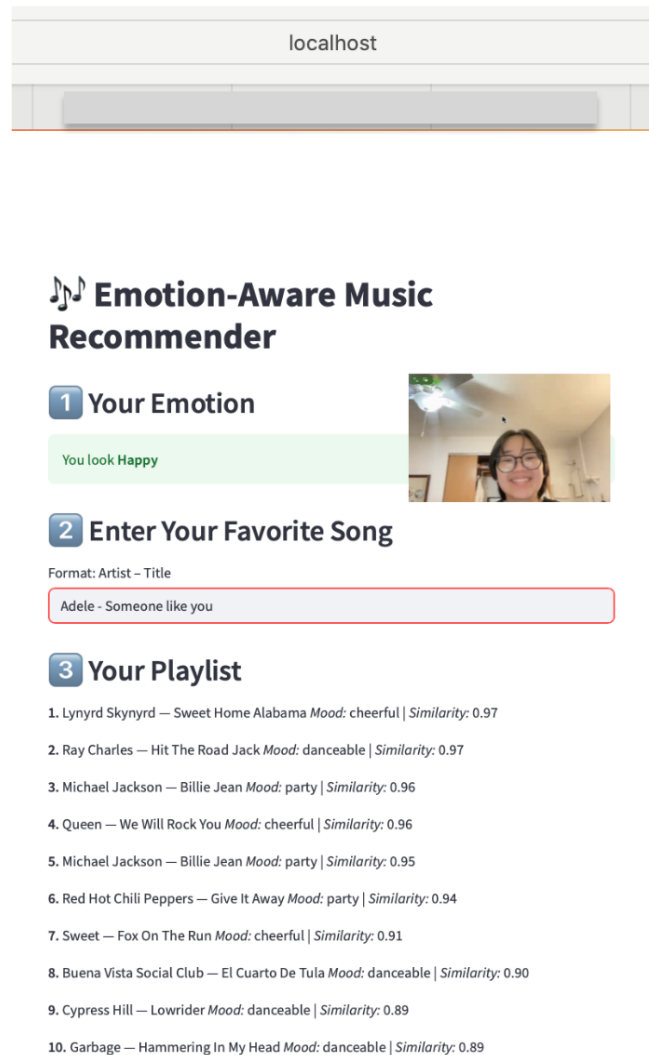 localhost
🎶 Emotion-Aware Music
Recommender
1️⃣ Your Emotion
You look Happy
2️⃣ Enter Your Favorite Song
Format: Artist – Title
Adele - Someone like you
3️⃣ Your Playlist
1. Lynyrd Skynyrd — Sweet Home Alabama Mood: cheerful | Similarity: 0.97
2. Ray Charles — Hit The Road Jack Mood: danceable | Similarity: 0.97
3. Michael Jackson — Billie Jean Mood: party | Similarity: 0.96
4. Queen — We Will Rock You Mood: cheerful | Similarity: 0.96
5. Michael Jackson — Billie Jean Mood: party | Similarity: 0.95
6. Red Hot Chili Peppers — Give It Away Mood: party | Similarity: 0.94
7. Sweet — Fox On The Run Mood: cheerful | Similarity: 0.91
8. Buena Vista Social Club — El Cuarto De Tula Mood: danceable | Similarity: 0.90
9. Cypress Hill — Lowrider Mood: danceable | Similarity: 0.89
10. Garbage — Hammering In My Head Mood: danceable | Similarity: 0.89